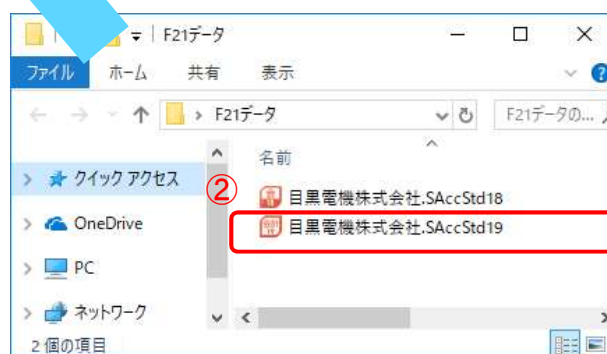 F21データ
ファイル ホーム 共有 表示
F21データ F21データの...
名前
クイック アクセス
②
目黒電機株式会社.SAccStd18
OneDrive
目黒電機株式会社.SAccStd19
PC
ネットワーク
2 個の項目